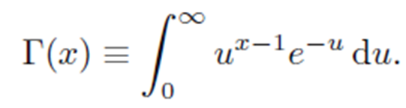 Γ(x) ≡ ∫₀^∞ u^{x−1} e^{−u} du.